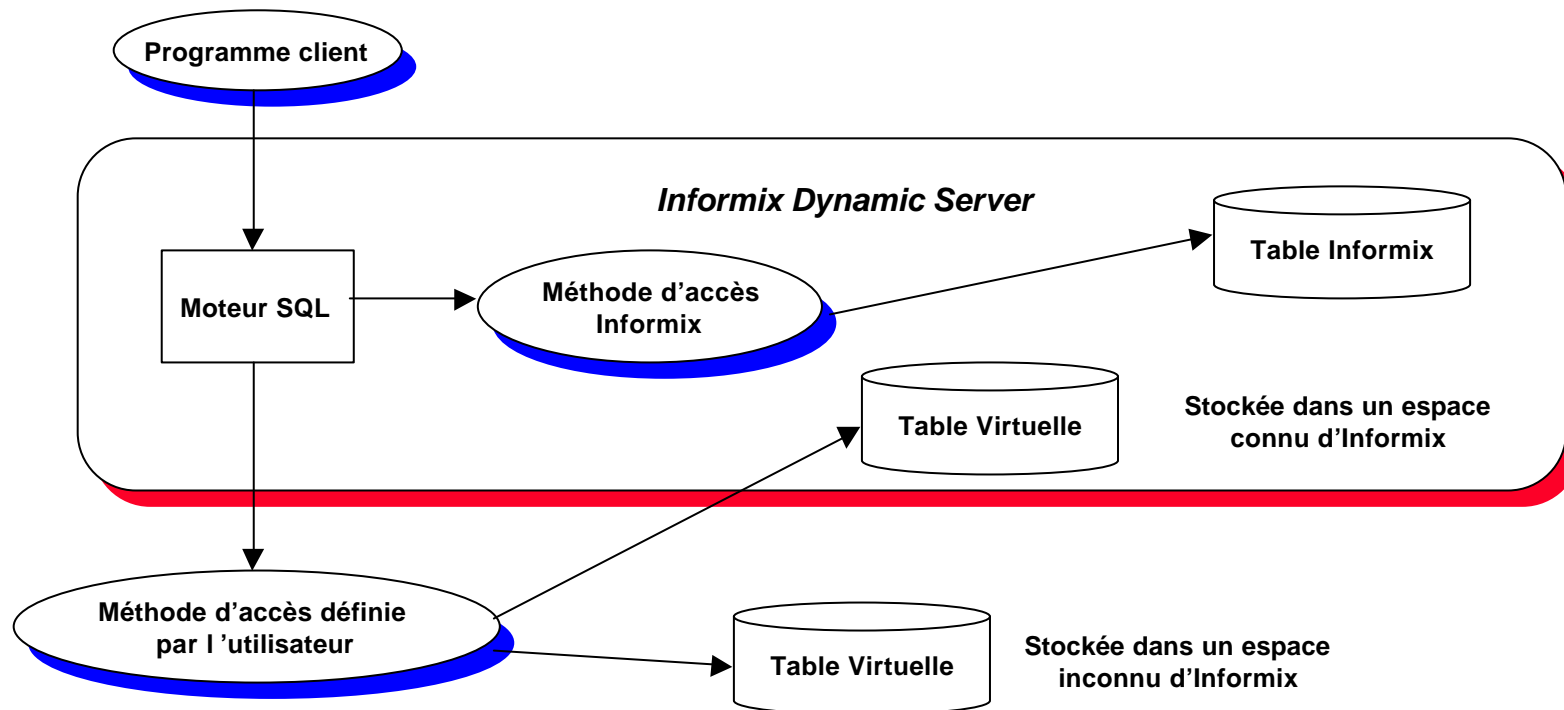 Programme client
Informix Dynamic Server
Table Informix
Moteur SQL
Méthode d'accès
Informix
Table Virtuelle
Stockée dans un espace
connu d'Informix
Méthode d'accès définie
par l 'utilisateur
Table Virtuelle
Stockée dans un espace
inconnu d'Informix